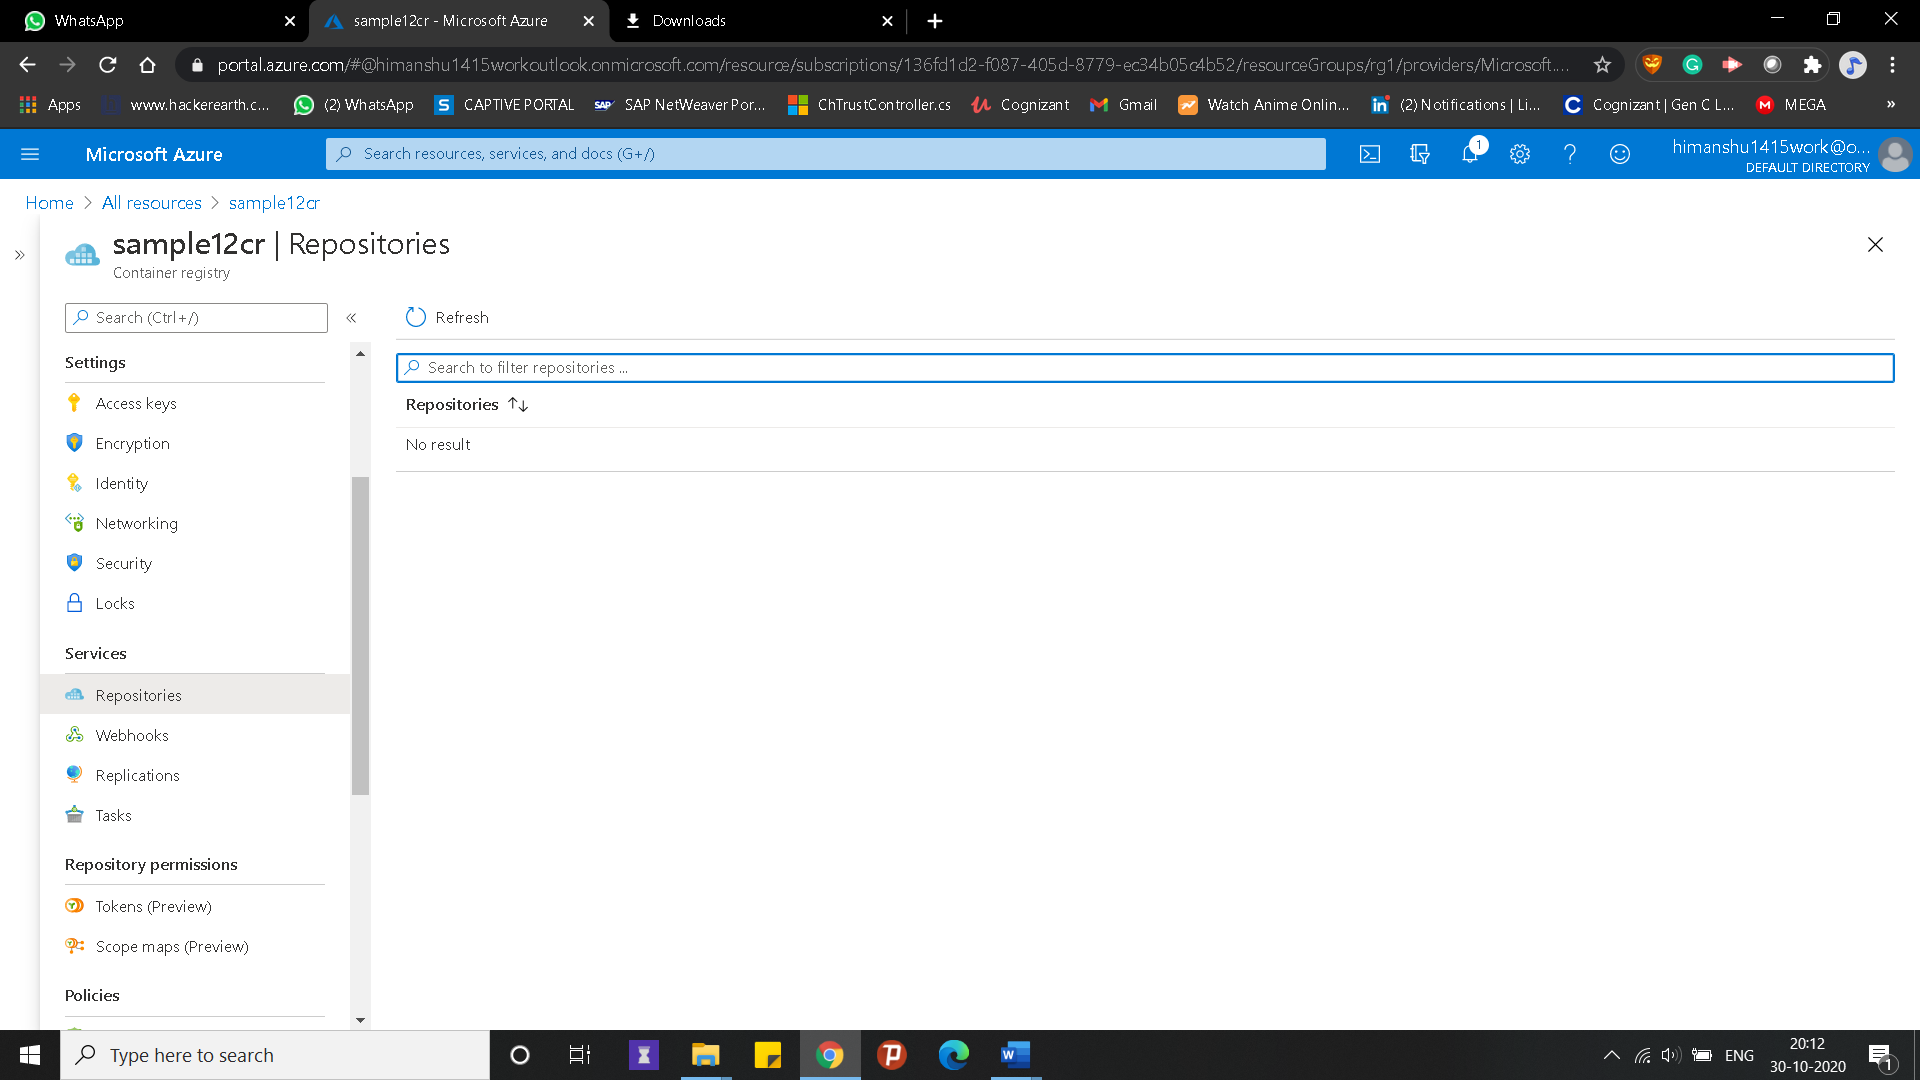 WhatsApp
sample12cr - Microsoft Azure
Downloads
portal.azure.com/#@himanshu1415workoutlook.onmicrosoft.com/resource/subscriptions/136fd1d2-f087-405d-8779-ec34b05c4b52/resourceGroups/rg1/providers/Microsoft....
Apps
www.hackerearth.c...
(2) WhatsApp
CAPTIVE PORTAL
SAP NetWeaver Por...
ChTrustController.cs
Cognizant
Gmail
Watch Anime Onlin...
(2) Notifications | Li...
Cognizant | Gen C L...
MEGA
»
Microsoft Azure
Search resources, services, and docs (G+/)
1
himanshu1415work@o...
DEFAULT DIRECTORY
Home > All resources > sample12cr
sample12cr | Repositories
Container registry
Search (Ctrl+/)
Refresh
Search to filter repositories ...
Repositories
No result
Settings
Access keys
Encryption
Identity
Networking
Security
Locks
Services
Repositories
Webhooks
Replications
Tasks
Repository permissions
Tokens (Preview)
Scope maps (Preview)
Policies
Type here to search
ENG
20:12
30-10-2020
1